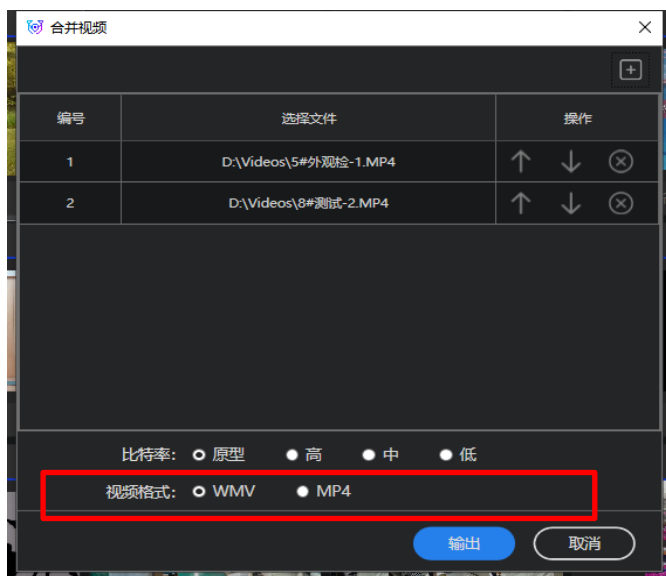 合并视频
编号 选择文件 操作
1 D:\Videos\5#外观检-1.MP4
2 D:\Videos\8#测试-2.MP4
比特率: 原型 高 中 低
视频格式: WMV MP4
输出 取消